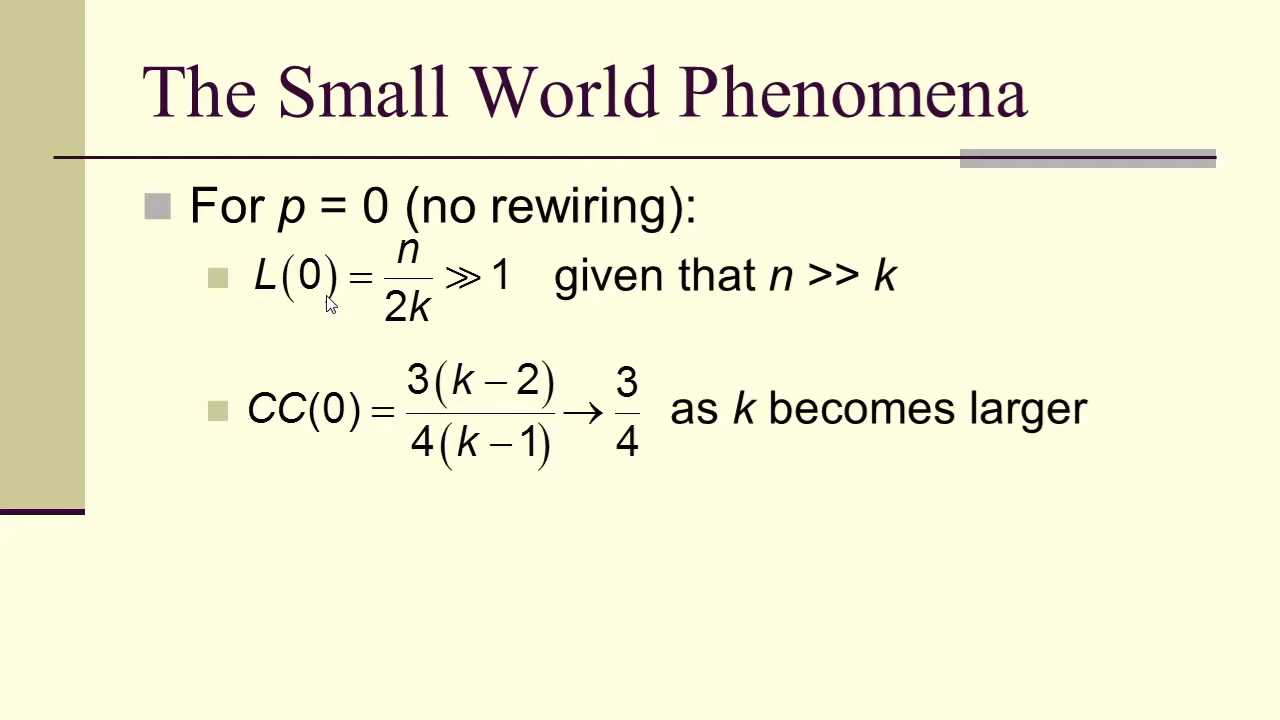 The Small World Phenomena
For p = 0 (no rewiring):
L(0) = n/2k ≫ 1 given that n >> k
CC(0) = 3(k − 2)/4(k − 1) → 3/4 as k becomes larger